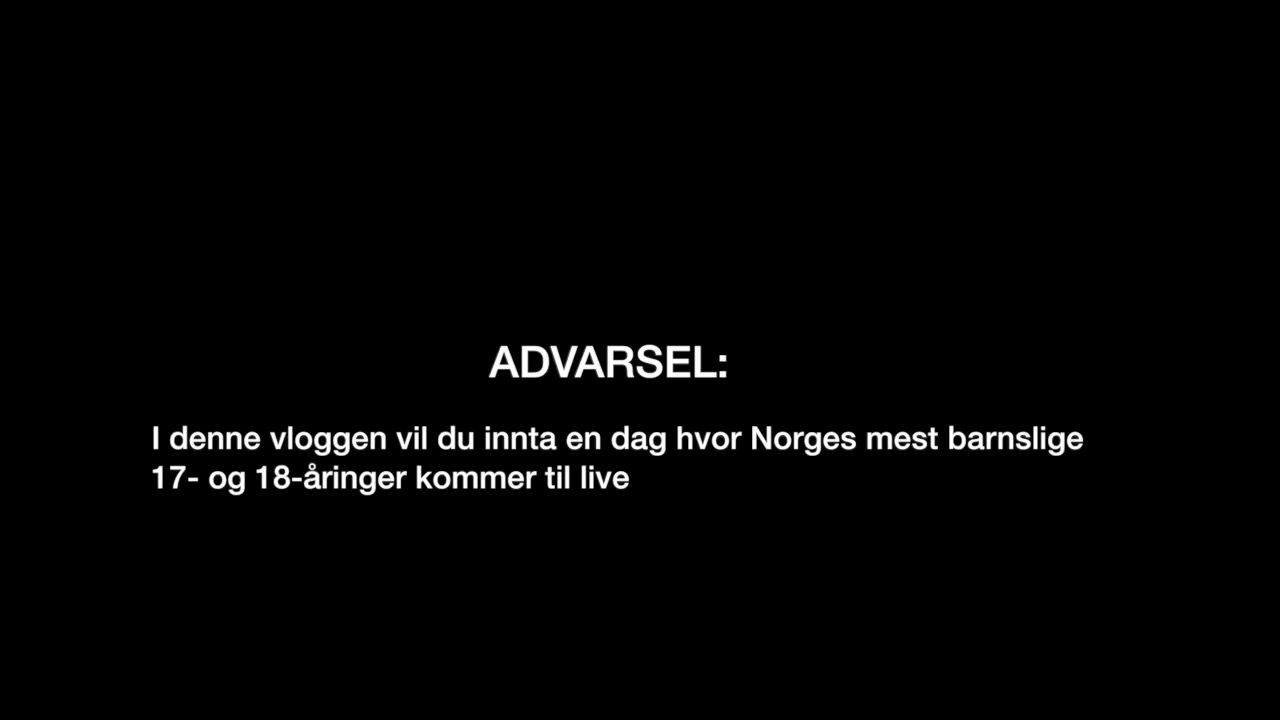 ADVARSEL:
I denne vloggen vil du innta en dag hvor Norges mest barnslige
17- og 18-åringer kommer til live